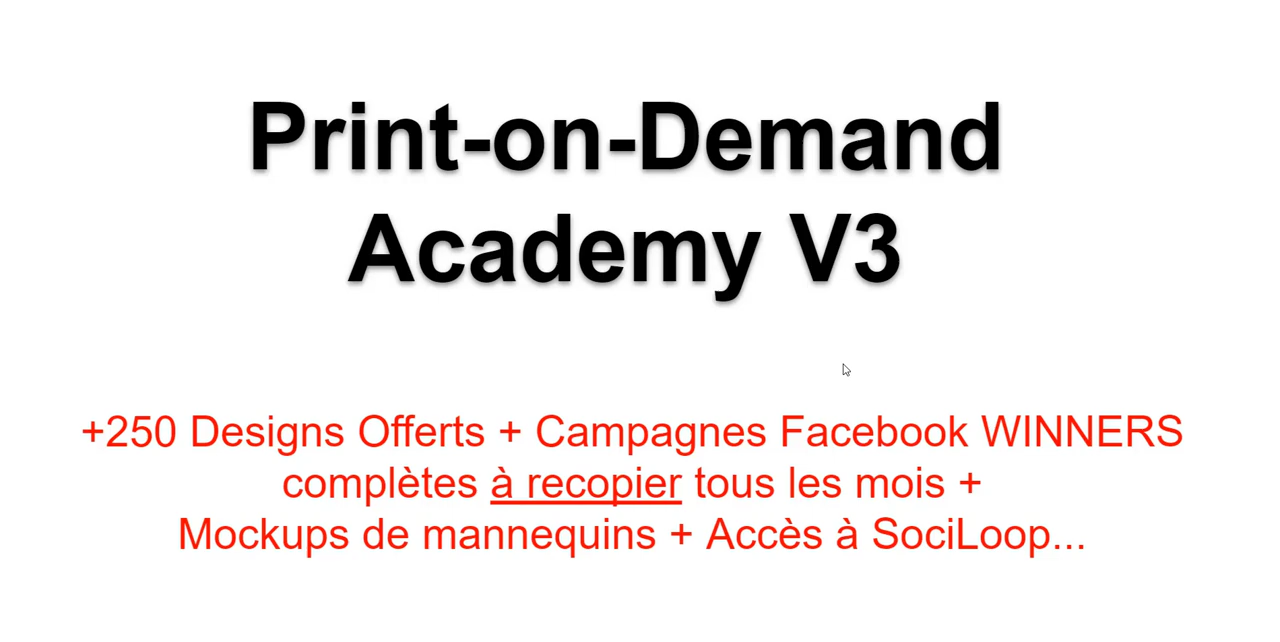 Print-on-Demand
Academy V3
+250 Designs Offerts + Campagnes Facebook WINNERS
complètes à recopier tous les mois +
Mockups de mannequins + Accès à SociLoop...